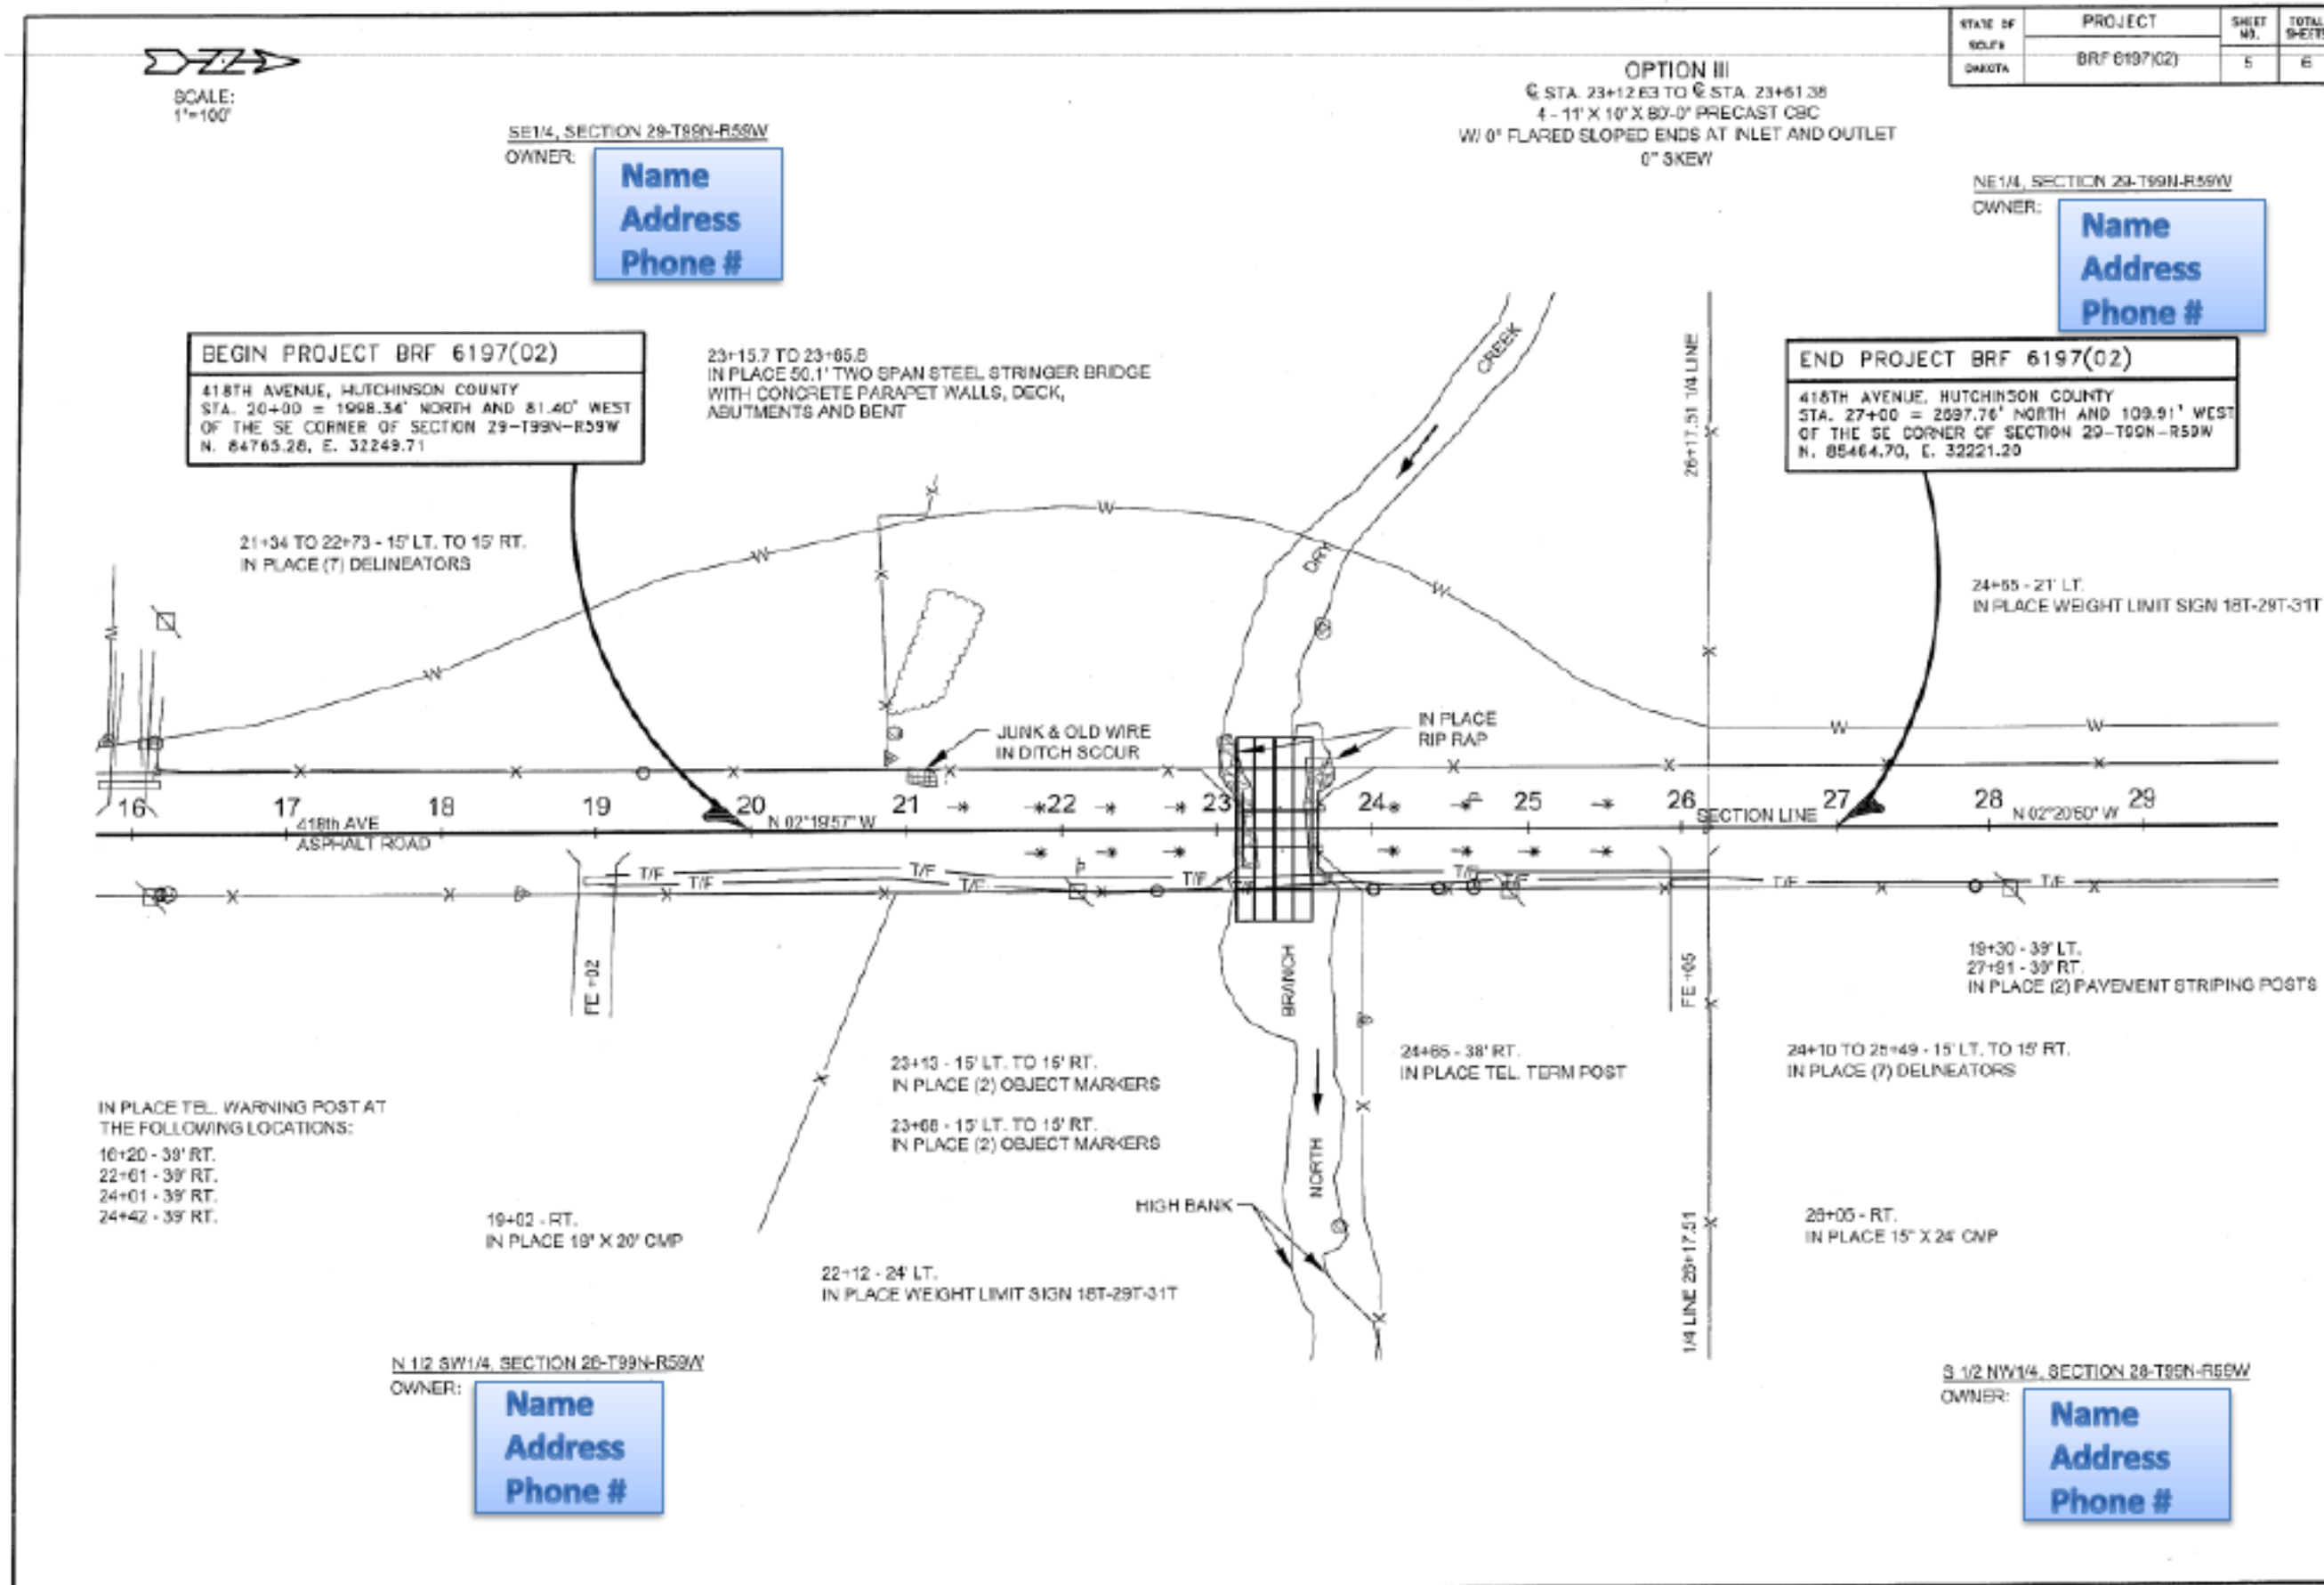 STATE OF SOUTH DAKOTA
PROJECT
BRF 6197(02)
SHEET NO.
5
TOTAL SHEETS
6
SCALE:
1"=100'
OPTION III
℄ STA. 23+12.63 TO ℄ STA. 23+61.38
4 - 11' X 10' X 80'-0" PRECAST CBC
W/ 0° FLARED SLOPED ENDS AT INLET AND OUTLET
0° SKEW
SE1/4, SECTION 29-T99N-R59W
OWNER:
Name
Address
Phone #
NE1/4, SECTION 29-T99N-R59W
OWNER:
Name
Address
Phone #
BEGIN PROJECT BRF 6197(02)
418TH AVENUE, HUTCHINSON COUNTY
STA. 20+00 = 1998.34' NORTH AND 81.40' WEST
OF THE SE CORNER OF SECTION 29-T99N-R59W
N. 84765.28, E. 32249.71
23+15.7 TO 23+65.8
IN PLACE 50.1' TWO SPAN STEEL STRINGER BRIDGE
WITH CONCRETE PARAPET WALLS, DECK,
ABUTMENTS AND BENT
CREEK
26+17.51 1/4 LINE
END PROJECT BRF 6197(02)
418TH AVENUE, HUTCHINSON COUNTY
STA. 27+00 = 2697.76' NORTH AND 109.91' WEST
OF THE SE CORNER OF SECTION 29-T99N-R59W
N. 85464.70, E. 32221.20
21+34 TO 22+73 - 15' LT. TO 15' RT.
IN PLACE (7) DELINEATORS
DRY
24+65 - 21' LT.
IN PLACE WEIGHT LIMIT SIGN 18T-29T-31T
W W W W W W W
JUNK & OLD WIRE
IN DITCH SCOUR
IN PLACE
RIP RAP
16 17 18 19 20 21 22 23 24 25 26 27 28 29
418th AVE
N 02°19'57" W
SECTION LINE
N 02°20'50" W
ASPHALT ROAD
T/F T/F T/F T/F T/F T/F T/F T/F T/F
FE +02
BRANCH
FE +05
19+30 - 39' LT.
27+91 - 39' RT.
IN PLACE (2) PAVEMENT STRIPING POSTS
23+13 - 15' LT. TO 15' RT.
IN PLACE (2) OBJECT MARKERS
24+65 - 38' RT.
IN PLACE TEL. TERM POST
24+10 TO 25+49 - 15' LT. TO 15' RT.
IN PLACE (7) DELINEATORS
IN PLACE TEL. WARNING POST AT
THE FOLLOWING LOCATIONS:
16+20 - 39' RT.
22+61 - 39' RT.
24+01 - 39' RT.
24+42 - 39' RT.
23+68 - 15' LT. TO 15' RT.
IN PLACE (2) OBJECT MARKERS
NORTH
HIGH BANK
19+02 - RT.
IN PLACE 18" X 20' CMP
26+05 - RT.
IN PLACE 15" X 24' CMP
22+12 - 24' LT.
IN PLACE WEIGHT LIMIT SIGN 18T-29T-31T
1/4 LINE 26+17.51
N 1/2 SW1/4, SECTION 28-T99N-R59W
OWNER:
Name
Address
Phone #
S 1/2 NW1/4, SECTION 28-T99N-R59W
OWNER:
Name
Address
Phone #